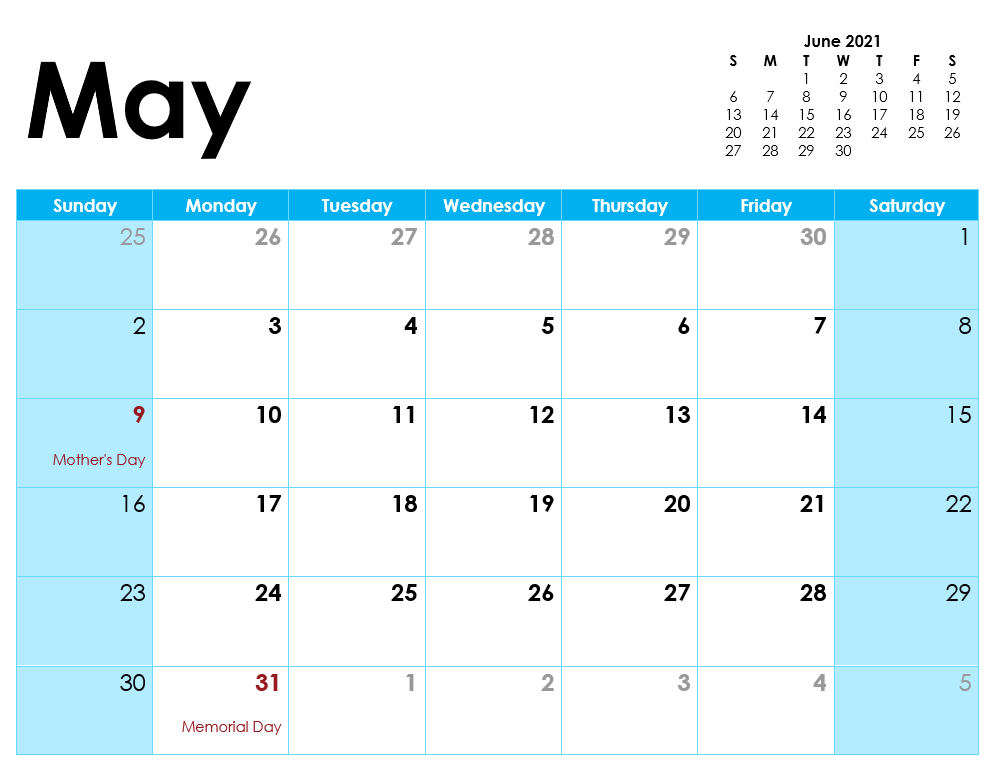 May
June 2021
S M T W T F S
1 2 3 4 5
6 7 8 9 10 11 12
13 14 15 16 17 18 19
20 21 22 23 24 25 26
27 28 29 30
Sunday Monday Tuesday Wednesday Thursday Friday Saturday
25 26 27 28 29 30 1
2 3 4 5 6 7 8
9 10 11 12 13 14 15
Mother's Day
16 17 18 19 20 21 22
23 24 25 26 27 28 29
30 31 1 2 3 4 5
Memorial Day